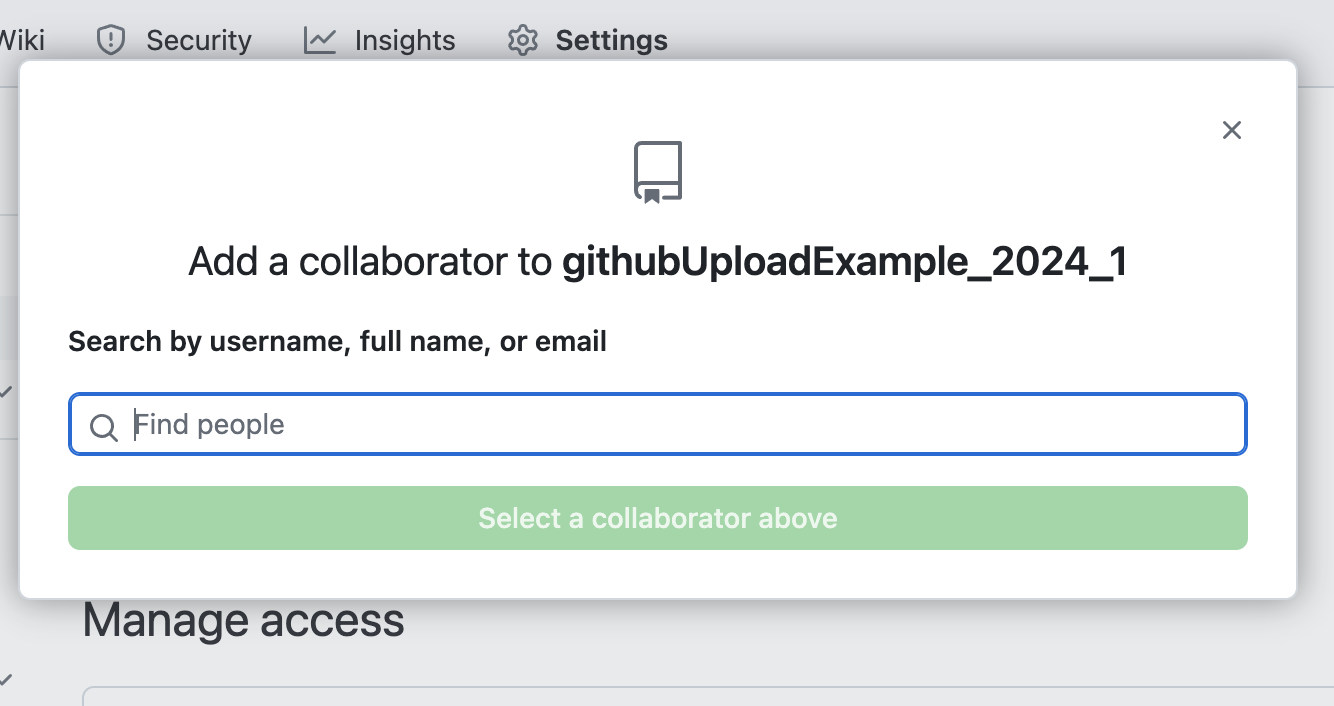 Wiki Security Insights Settings
Add a collaborator to githubUploadExample_2024_1
Search by username, full name, or email
Find people
Select a collaborator above
Manage access